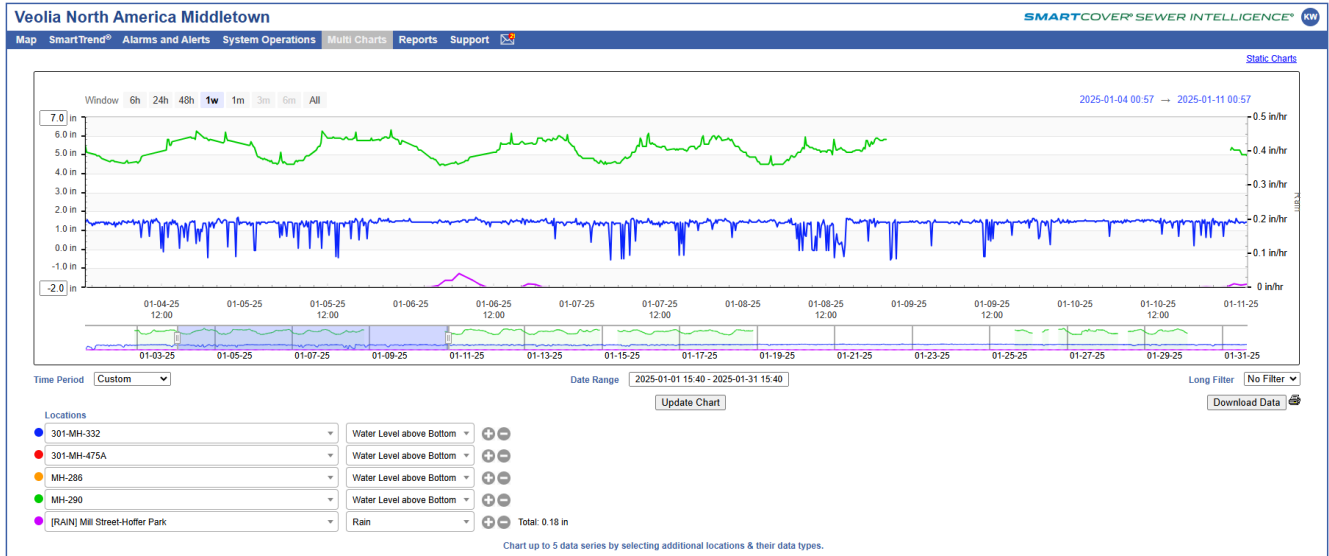 Veolia North America Middletown
SMARTCOVER® SEWER INTELLIGENCE® KW
Map SmartTrend® Alarms and Alerts System Operations Multi Charts Reports Support
Static Charts
Window 6h 24h 48h 1w 1m 3m 6m All 2025-01-04 00:57 → 2025-01-11 00:57
7.0 in 0.5 in/hr
6.0 in
5.0 in 0.4 in/hr
4.0 in
3.0 in 0.3 in/hr
2.0 in 0.2 in/hr
1.0 in
0.0 in 0.1 in/hr
-1.0 in
-2.0 in 0 in/hr
Rain
01-04-25 01-05-25 01-05-25 01-06-25 01-06-25 01-07-25 01-07-25 01-08-25 01-08-25 01-09-25 01-09-25 01-10-25 01-10-25 01-11-25
12:00 12:00 12:00 12:00 12:00 12:00 12:00
01-03-25 01-05-25 01-07-25 01-09-25 01-11-25 01-13-25 01-15-25 01-17-25 01-19-25 01-21-25 01-23-25 01-25-25 01-27-25 01-29-25 01-31-25
Time Period Custom Date Range 2025-01-01 15:40 - 2025-01-31 15:40 Long Filter No Filter
Update Chart Download Data
Locations
301-MH-332 Water Level above Bottom
301-MH-475A Water Level above Bottom
MH-286 Water Level above Bottom
MH-290 Water Level above Bottom
[RAIN] Mill Street-Hoffer Park Rain Total: 0.18 in
Chart up to 5 data series by selecting additional locations & their data types.